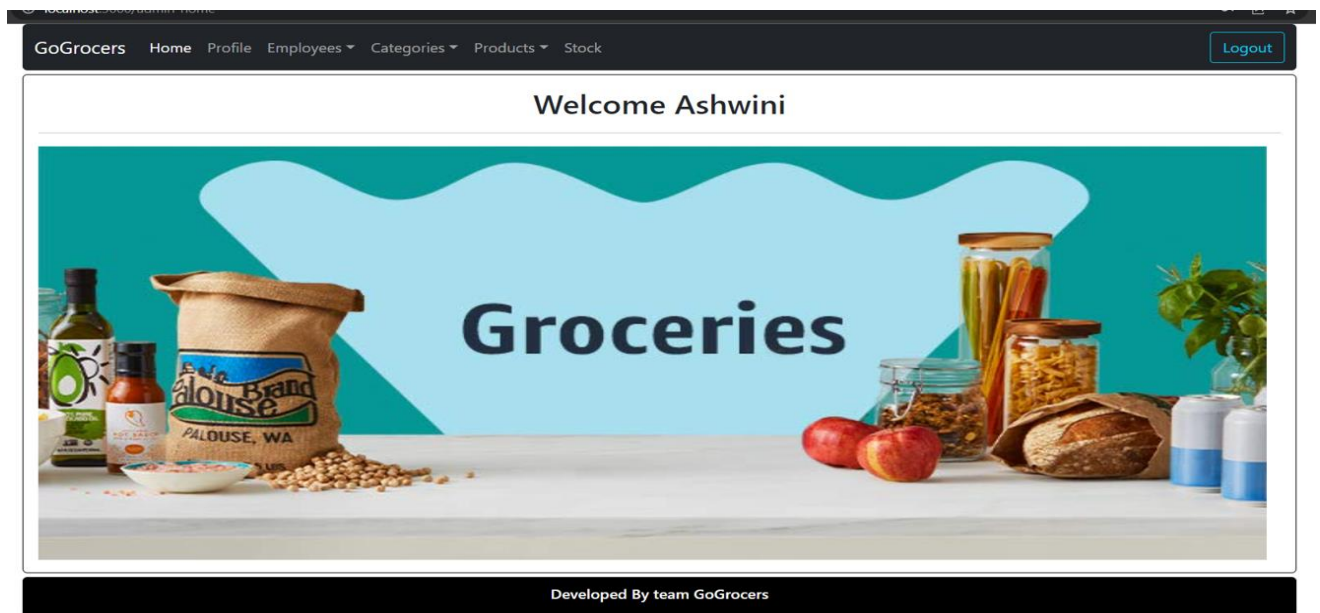 GoGrocers Home Profile Employees Categories Products Stock Logout
Welcome Ashwini
Groceries
Palouse Brand
PALOUSE, WA
Developed By team GoGrocers